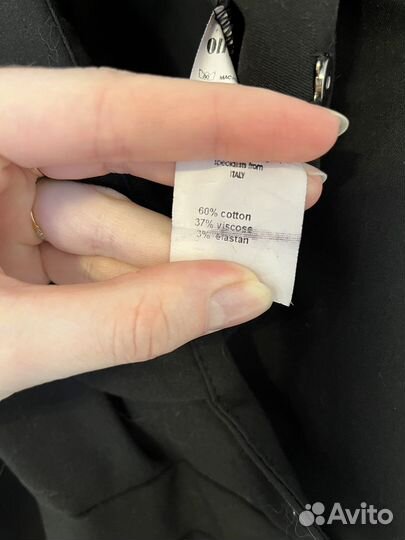 specialists from
ITALY
60% cotton
37% viscose
3% elastan
Avito